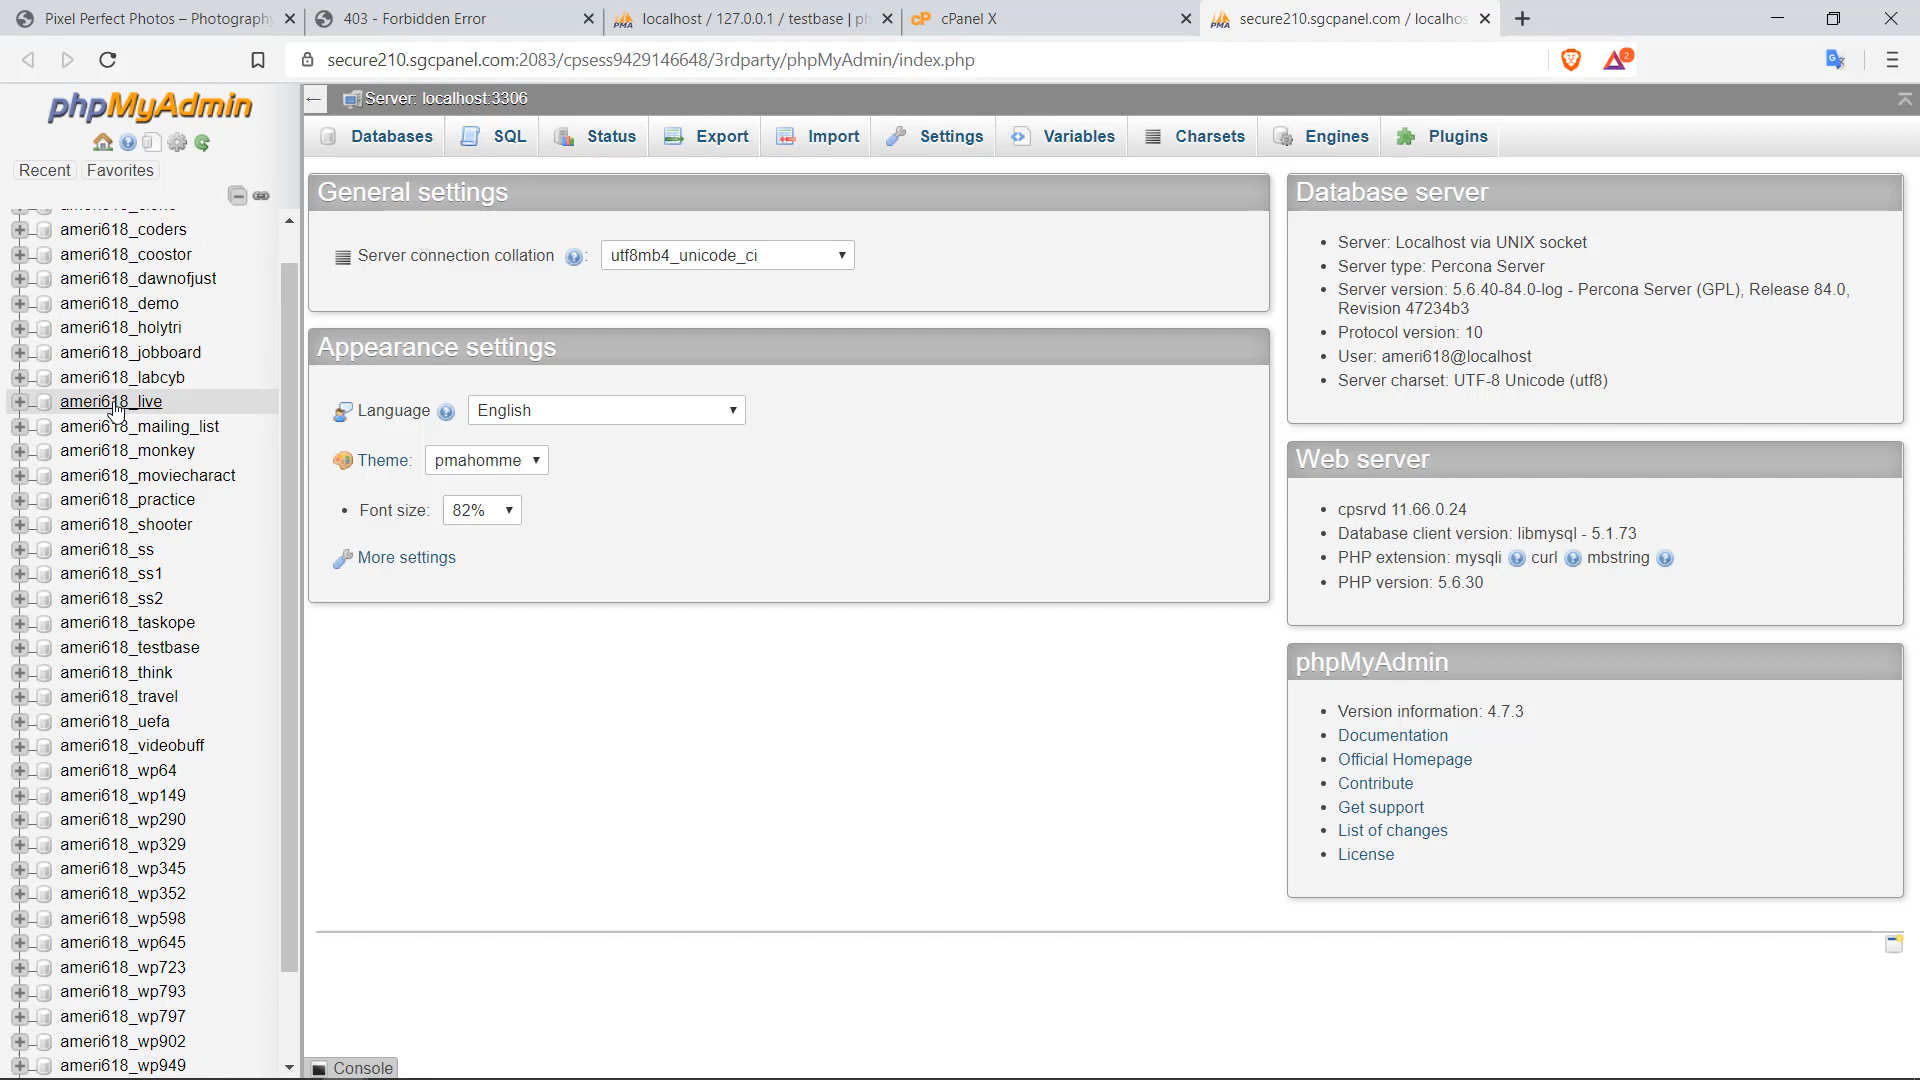 Pixel Perfect Photos – Photography
403 - Forbidden Error
localhost / 127.0.0.1 / testbase | ph
cP cPanel X
secure210.sgcpanel.com / localhos
secure210.sgcpanel.com:2083/cpsess9429146648/3rdparty/phpMyAdmin/index.php
2
phpMyAdmin
Recent
Favorites
ameri618_coders
ameri618_coostor
ameri618_dawnofjust
ameri618_demo
ameri618_holytri
ameri618_jobboard
ameri618_labcyb
ameri618_live
ameri618_mailing_list
ameri618_monkey
ameri618_moviecharact
ameri618_practice
ameri618_shooter
ameri618_ss
ameri618_ss1
ameri618_ss2
ameri618_taskope
ameri618_testbase
ameri618_think
ameri618_travel
ameri618_uefa
ameri618_videobuff
ameri618_wp64
ameri618_wp149
ameri618_wp290
ameri618_wp329
ameri618_wp345
ameri618_wp352
ameri618_wp598
ameri618_wp645
ameri618_wp723
ameri618_wp793
ameri618_wp797
ameri618_wp902
ameri618_wp949
Server: localhost:3306
Databases
SQL
Status
Export
Import
Settings
Variables
Charsets
Engines
Plugins
General settings
Server connection collation : utf8mb4_unicode_ci
Appearance settings
Language English
Theme: pmahomme
Font size: 82%
More settings
Database server
Server: Localhost via UNIX socket
Server type: Percona Server
Server version: 5.6.40-84.0-log - Percona Server (GPL), Release 84.0,
Revision 47234b3
Protocol version: 10
User: ameri618@localhost
Server charset: UTF-8 Unicode (utf8)
Web server
cpsrvd 11.66.0.24
Database client version: libmysql - 5.1.73
PHP extension: mysqli curl mbstring
PHP version: 5.6.30
phpMyAdmin
Version information: 4.7.3
Documentation
Official Homepage
Contribute
Get support
List of changes
License
Console